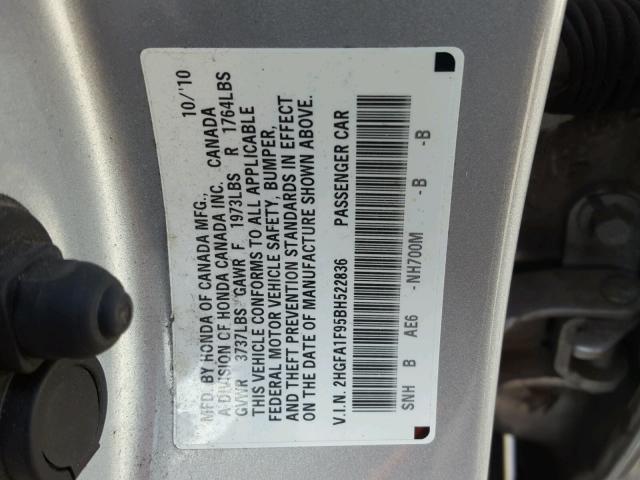 MFD. BY HONDA OF CANADA MFG., 10/'10
A DIVISION OF HONDA CANADA INC. CANADA
GVWR 3737LBS GAWR F 1973LBS R 1764LBS
THIS VEHICLE CONFORMS TO ALL APPLICABLE
FEDERAL MOTOR VEHICLE SAFETY, BUMPER,
AND THEFT PREVENTION STANDARDS IN EFFECT
ON THE DATE OF MANUFACTURE SHOWN ABOVE.
V.I.N. 2HGFA1F95BH522836 PASSENGER CAR
SNH B AE6 -NH700M -B -B